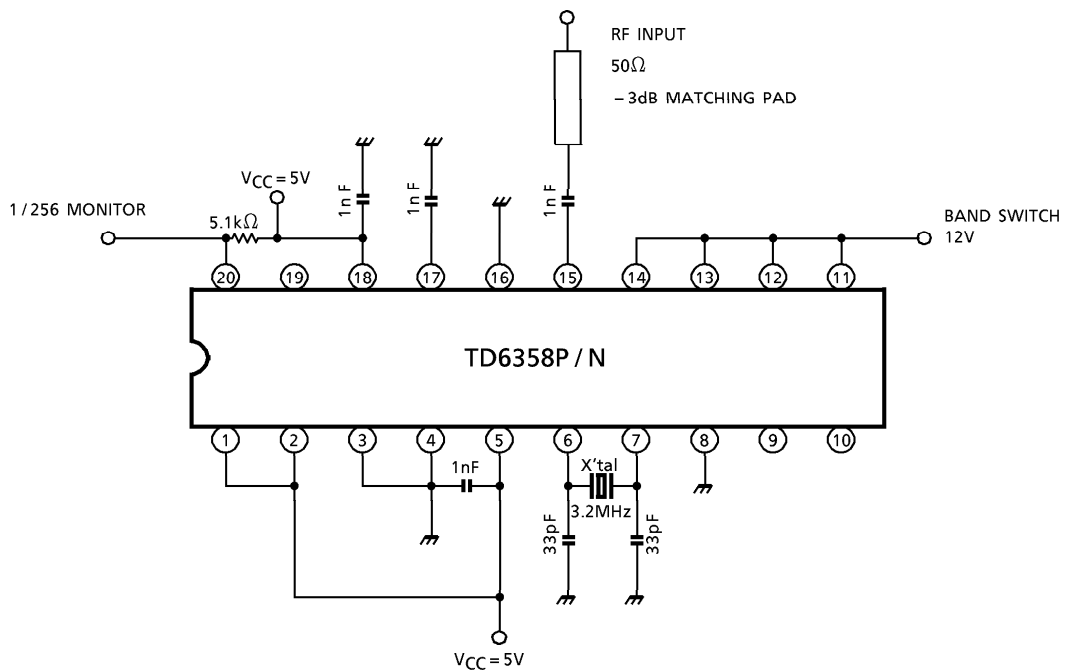 RF INPUT
50Ω
−3dB MATCHING PAD
VCC=5V
1nF
1nF
1nF
1/256 MONITOR
5.1kΩ
BAND SWITCH
12V
20 19 18 17 16 15 14 13 12 11
TD6358P/N
1 2 3 4 5 6 7 8 9 10
1nF
X'tal
3.2MHz
33pF
33pF
VCC=5V